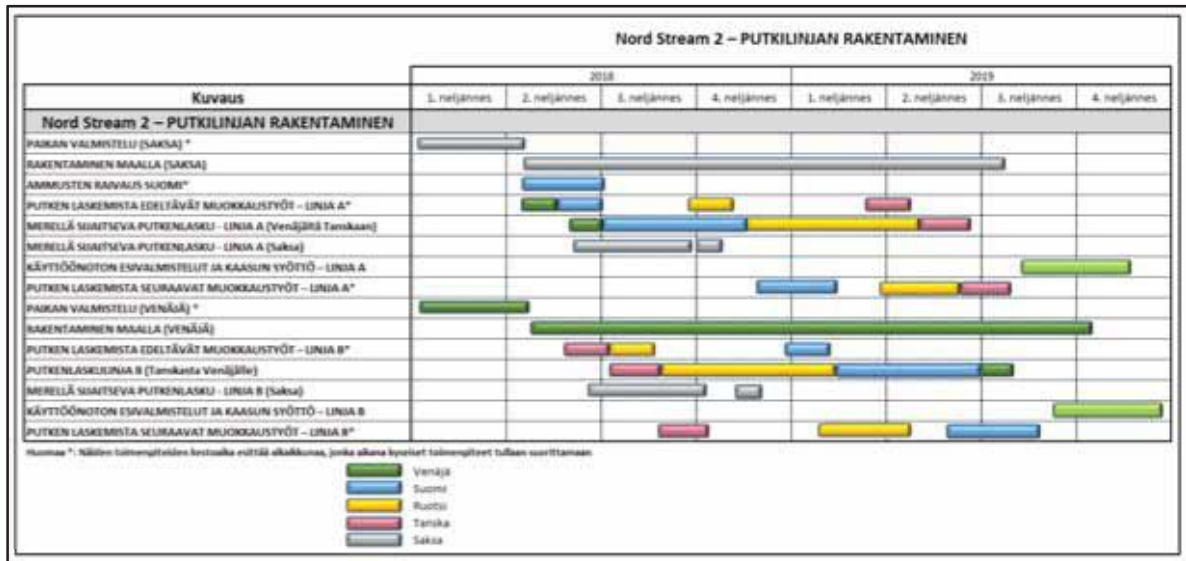 Nord Stream 2 – PUTKILINJAN RAKENTAMINEN
2018 2019
Kuvaus 1. neljännes 2. neljännes 3. neljännes 4. neljännes 1. neljännes 2. neljännes 3. neljännes 4. neljännes
Nord Stream 2 – PUTKILINJAN RAKENTAMINEN
PAIKAN VALMISTELU (SAKSA) *
RAKENTAMINEN MAALLA (SAKSA)
AMMUSTEN RAIVAUS SUOMI*
PUTKEN LASKEMISTA EDELTÄVÄT MUOKKAUSTYÖT – LINJA A*
MERELLÄ SIJAITSEVA PUTKENLASKU - LINJA A (Venäjältä Tanskaan)
MERELLÄ SIJAITSEVA PUTKENLASKU - LINJA A (Saksa)
KÄYTTÖÖNOTON ESIVALMISTELUT JA KAASUN SYÖTTÖ – LINJA A
PUTKEN LASKEMISTA SEURAAVAT MUOKKAUSTYÖT – LINJA A*
PAIKAN VALMISTELU (VENÄJÄ) *
RAKENTAMINEN MAALLA (VENÄJÄ)
PUTKEN LASKEMISTA EDELTÄVÄT MUOKKAUSTYÖT – LINJA B*
PUTKENLASKULINJA B (Tanskasta Venäjälle)
MERELLÄ SIJAITSEVA PUTKENLASKU - LINJA B (Saksa)
KÄYTTÖÖNOTON ESIVALMISTELUT JA KAASUN SYÖTTÖ – LINJA B
PUTKEN LASKEMISTA SEURAAVAT MUOKKAUSTYÖT – LINJA B*
Huomaa *: Näiden toimenpiteiden kestoaika esittää aikaikkunaa, jonka aikana kyseiset toimenpiteet tullaan suorittamaan
Venäjä
Suomi
Ruotsi
Tanska
Saksa